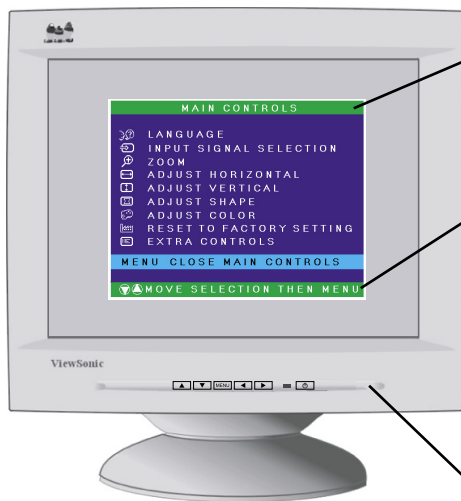 MAIN CONTROLS
LANGUAGE
INPUT SIGNAL SELECTION
ZOOM
ADJUST HORIZONTAL
ADJUST VERTICAL
ADJUST SHAPE
ADJUST COLOR
RESET TO FACTORY SETTING
EXTRA CONTROLS
MENU CLOSE MAIN CONTROLS
MOVE SELECTION THEN MENU
ViewSonic
MENU